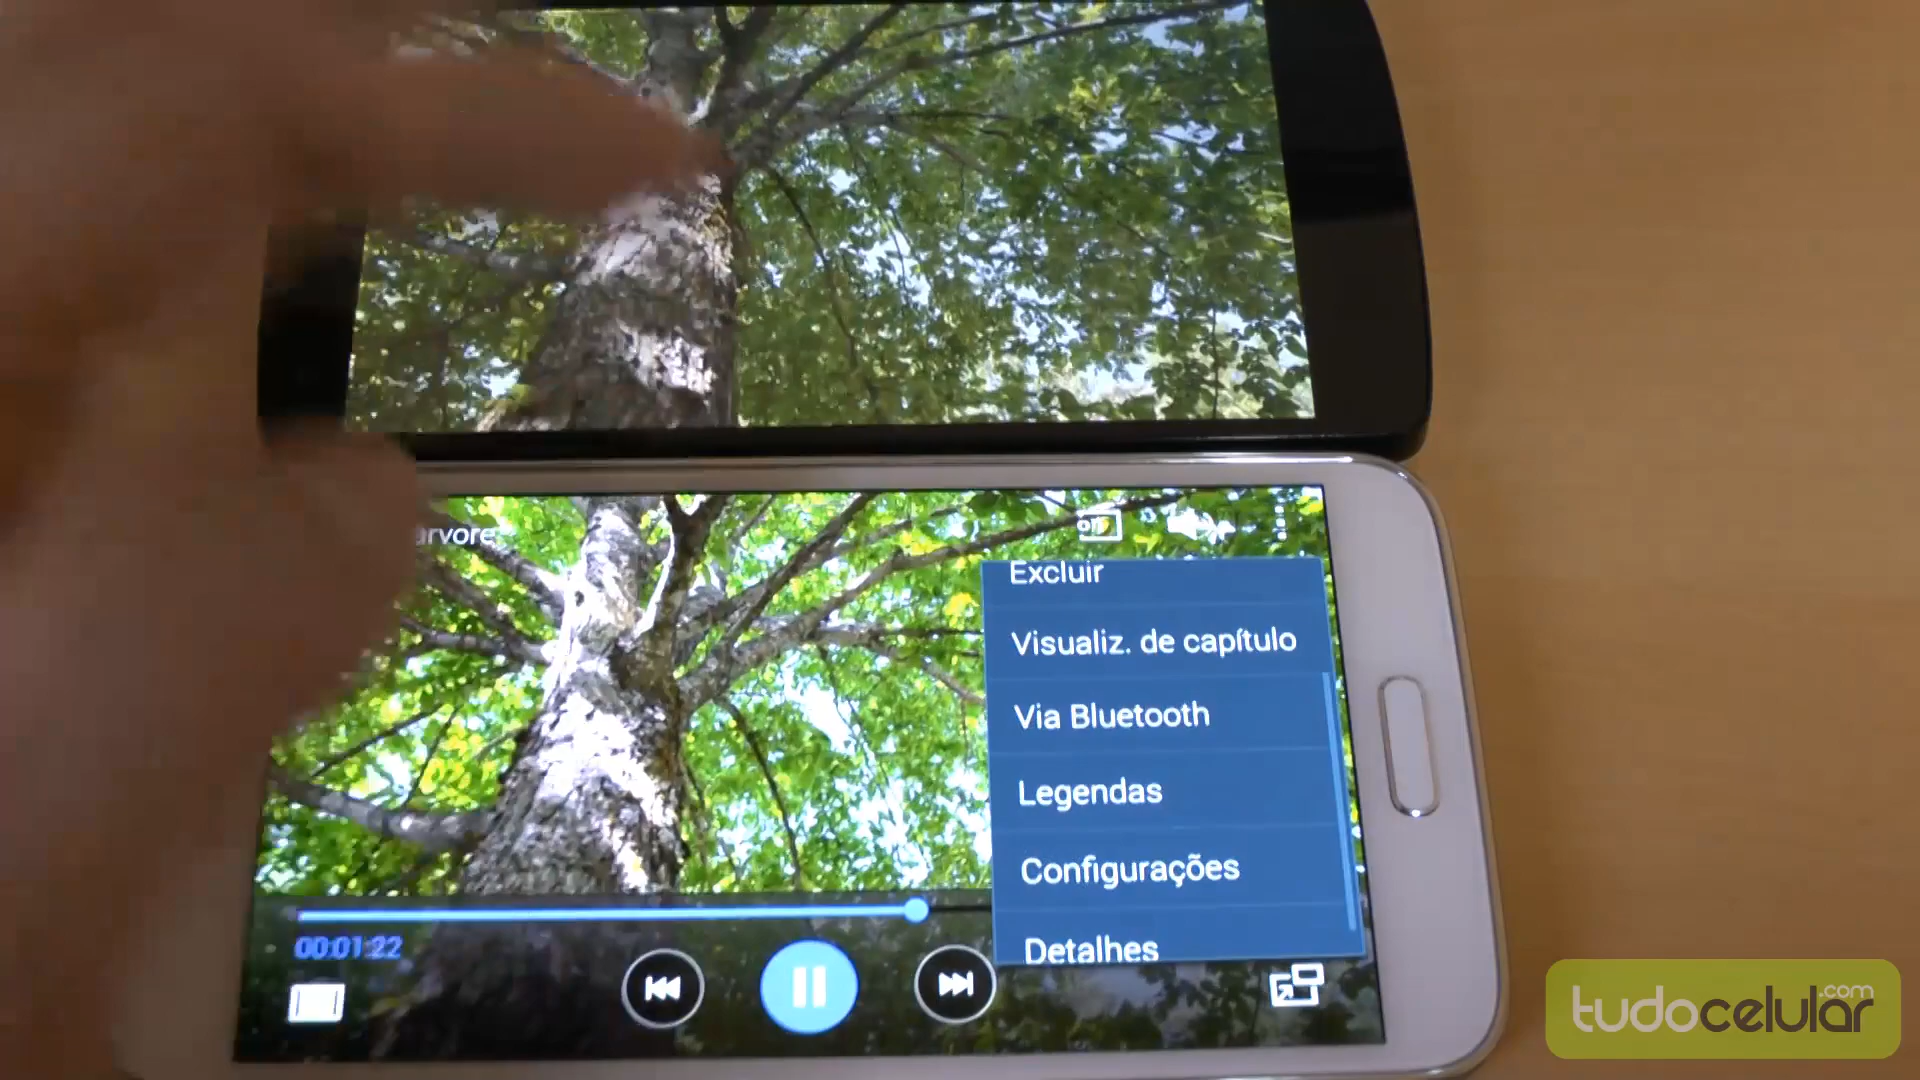 arvore
Excluir
Visualiz. de capítulo
Via Bluetooth
Legendas
Configurações
Detalhes
00:01:22
tudocelular.com